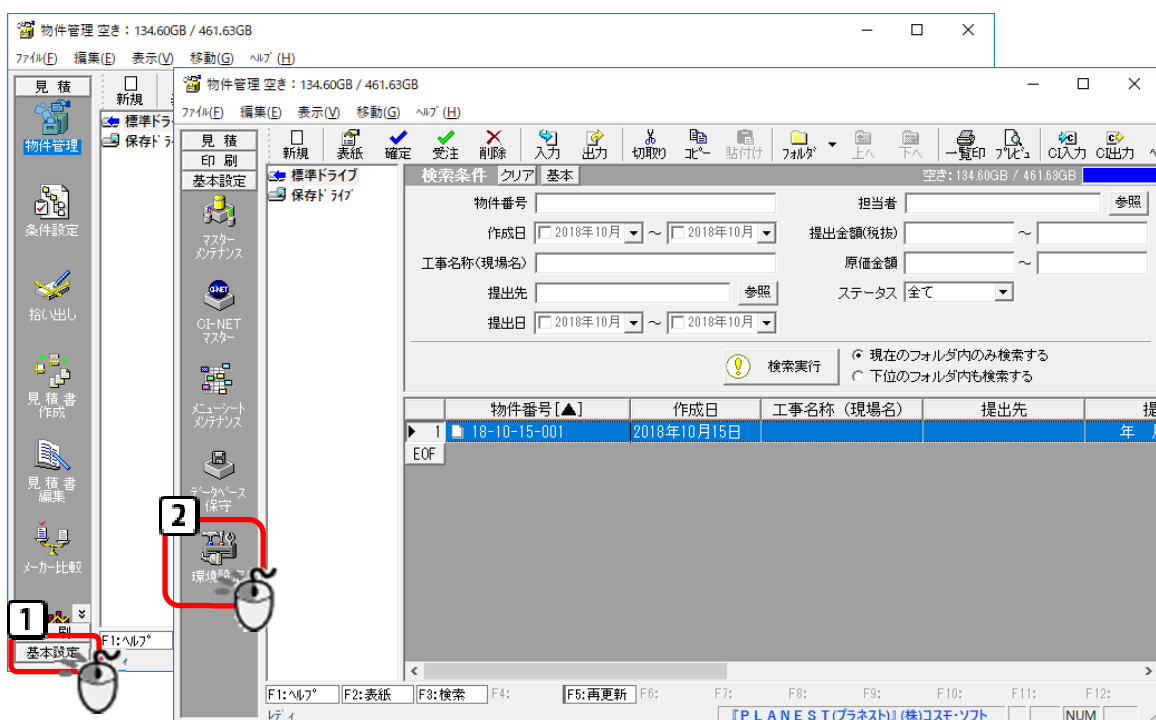 物件管理 空き：134.60GB / 461.63GB
ﾌｧｲﾙ(F) 編集(E) 表示(V) 移動(G) ﾍﾙﾌﾟ(H)
見 積
新規
標準ドラ
保存ﾄﾞﾗ
物件管理
条件設定
拾い出し
見 積 書
作成
見 積 書
編集
メーカー比較
刷
基本設定
F1:ﾍﾙﾌﾟ
1
物件管理 空き：134.60GB / 461.63GB
ﾌｧｲﾙ(F) 編集(E) 表示(V) 移動(G) ﾍﾙﾌﾟ(H)
見 積
印 刷
基本設定
マスター
ﾒﾝﾃﾅﾝｽ
CI-NET
マスター
ﾒﾆｭｰｼｰﾄ
ﾒﾝﾃﾅﾝｽ
ﾃﾞｰﾀﾍﾞｰｽ
保守
2
環境設定
新規 表紙 確定 受注 削除 入力 出力 切取り ｺﾋﾟｰ 貼付け ﾌｫﾙﾀﾞ 上へ 下へ 一覧印 ﾌﾟﾚﾋﾞｭ CI入力 CI出力 ヘ
標準ドライブ
保存ﾄﾞﾗｲﾌﾞ
検索条件 クリア 基本 空き：134.60GB / 461.63GB
物件番号 担当者 参照
作成日 2018年10月 ～ 2018年10月 提出金額(税抜) ～
工事名称(現場名) 原価金額 ～
提出先 参照 ステータス 全て
提出日 2018年10月 ～ 2018年10月
検索実行 現在のフォルダ内のみ検索する
下位のフォルダ内も検索する
物件番号[▲] 作成日 工事名称（現場名） 提出先 提
1 18-10-15-001 2018年10月15日 年 月
EOF
F1:ﾍﾙﾌﾟ F2:表紙 F3:検索 F4: F5:再更新 F6: F7: F8: F9: F10: F11: F12:
ﾚﾃﾞｨ 『ＰＬＡＮＥＳＴ(プラネスト)』(株)コスモ・ソフト NUM